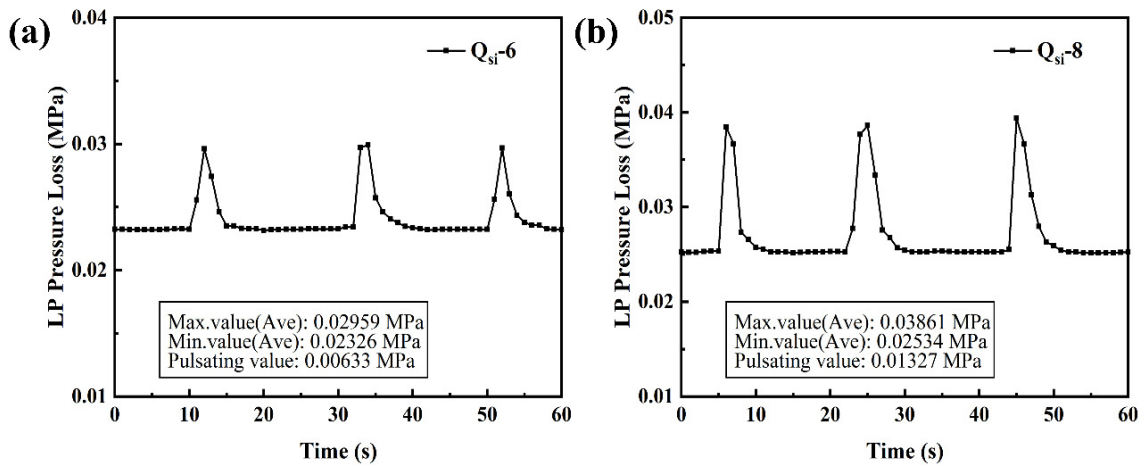 (a)
0.04
0.03
0.02
0.01
LP Pressure Loss (MPa)
Qsi-6
Max.value(Ave): 0.02959 MPa
Min.value(Ave): 0.02326 MPa
Pulsating value: 0.00633 MPa
0 10 20 30 40 50 60
Time (s)
(b)
0.05
0.04
0.03
0.02
0.01
LP Pressure Loss (MPa)
Qsi-8
Max.value(Ave): 0.03861 MPa
Min.value(Ave): 0.02534 MPa
Pulsating value: 0.01327 MPa
0 10 20 30 40 50 60
Time (s)